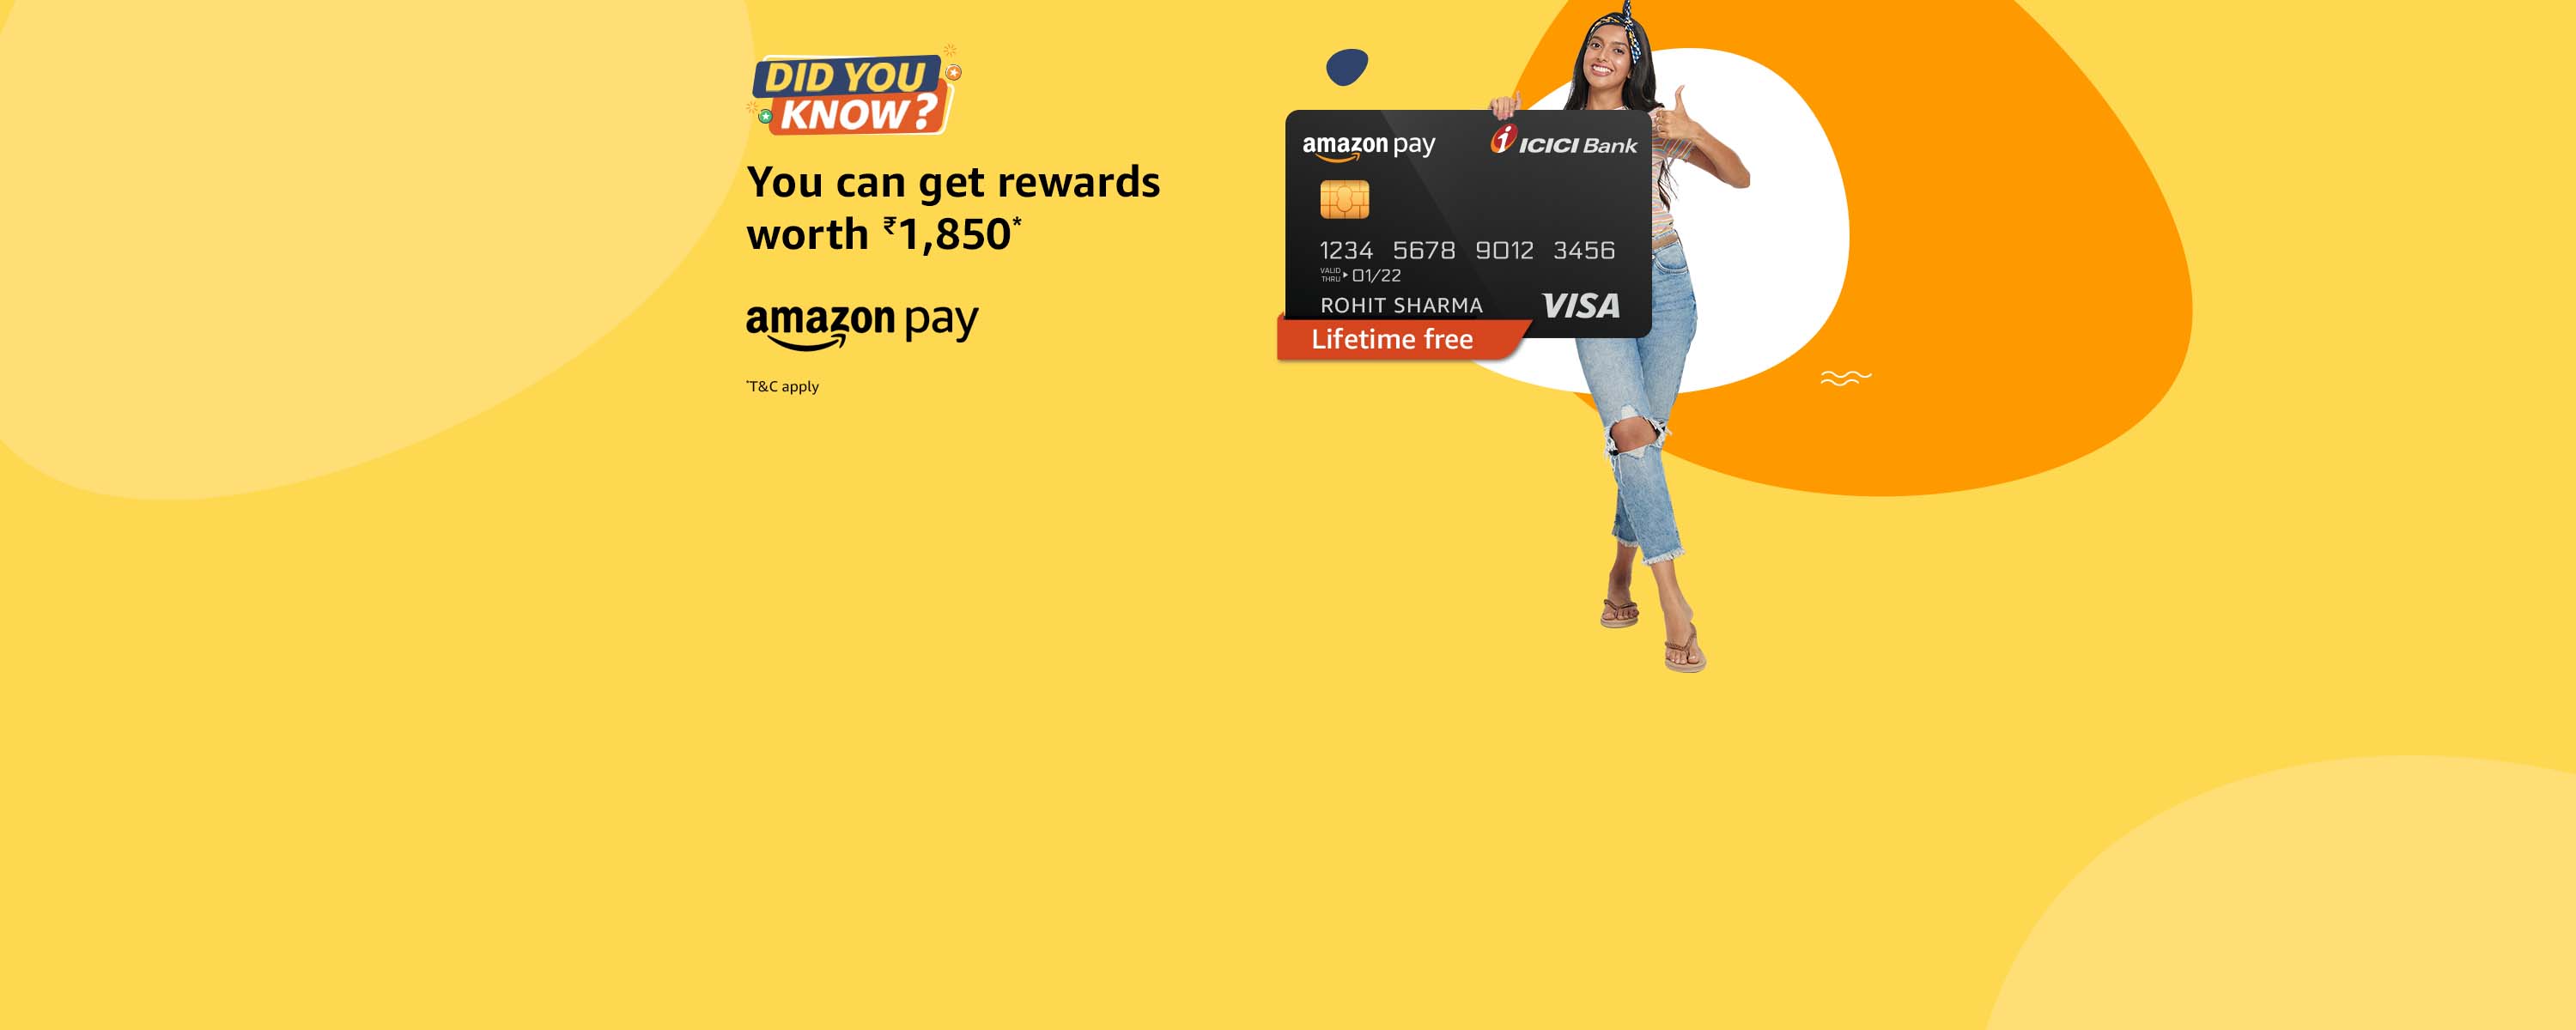 DID YOU
KNOW?
You can get rewards
worth ₹1,850*
amazon pay
*T&C apply
amazon pay
ICICI Bank
1234 5678 9012 3456
VALID
THRU
01/22
ROHIT SHARMA
VISA
Lifetime free